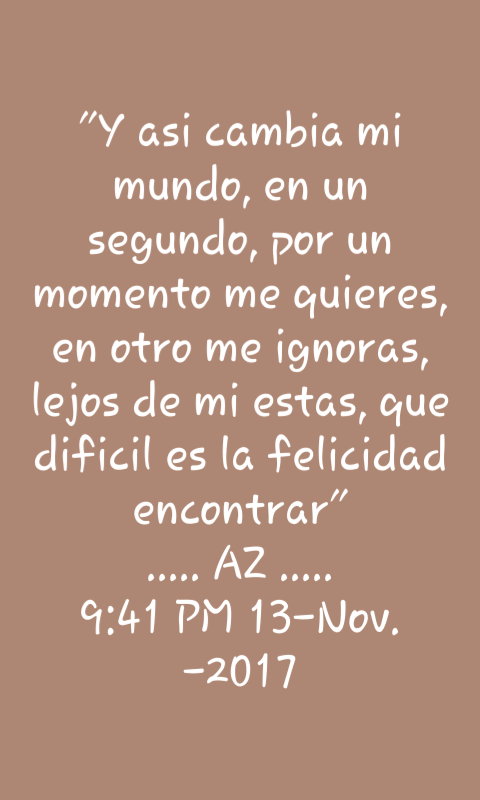 "Y asi cambia mi
mundo, en un
segundo, por un
momento me quieres,
en otro me ignoras,
lejos de mi estas, que
dificil es la felicidad
encontrar"
..... AZ .....
9:41 PM 13-Nov.
-2017